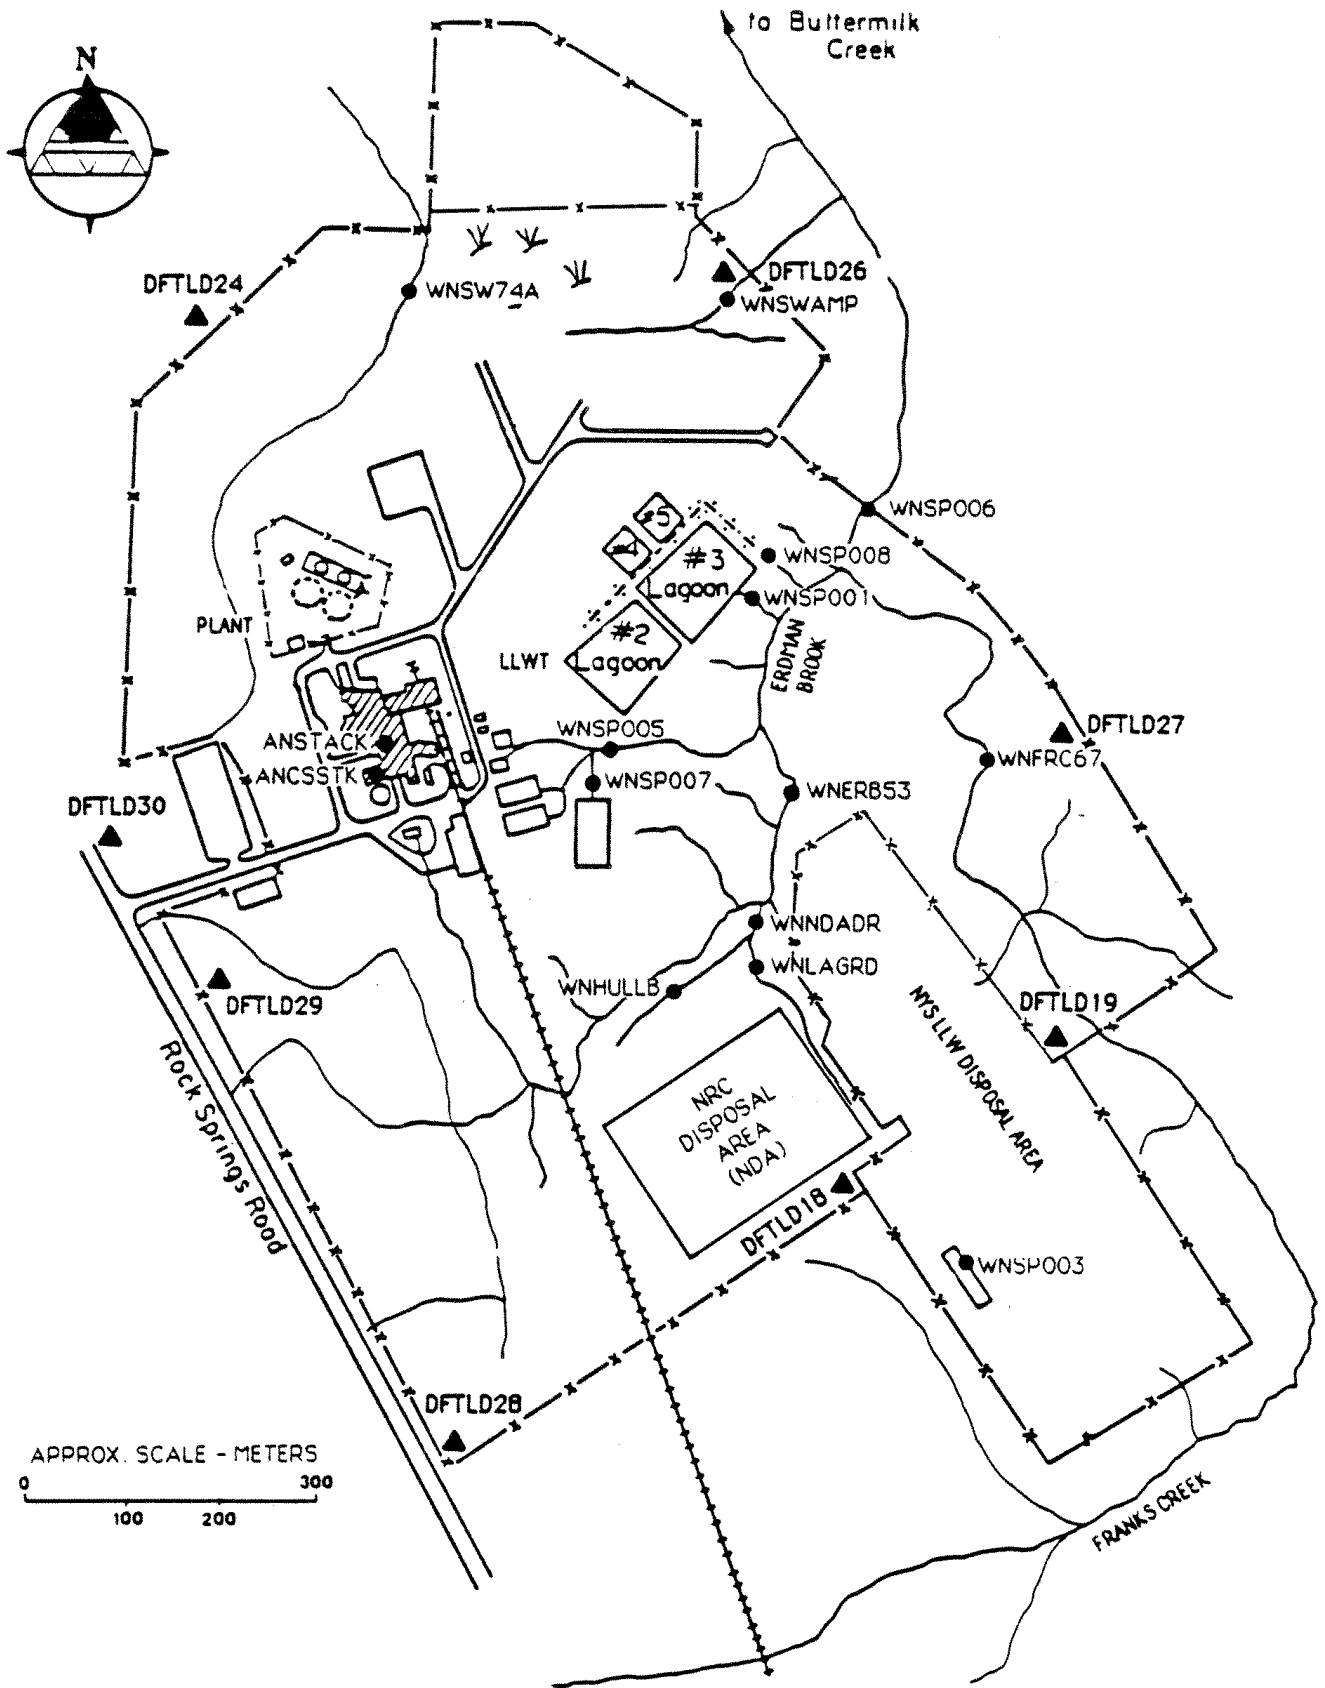 to Buttermilk
Creek
N
DFTLD24
WNSW74A
DFTLD26
WNSWAMP
WNSP006
#5
#4
#3
Lagoon
WNSP008
WNSP001
PLANT
#2
Lagoon
LLWT
ERDMAN
BROOK
WNSP005
DFTLD27
ANSTACK
WNFRC67
ANCSSTK
WNSP007
WNERB53
DFTLD30
WNNDADR
WNLAGRD
WNHULLB
DFTLD29
DFTLD19
NYS LLW DISPOSAL AREA
Rock Springs Road
NRC
DISPOSAL
AREA
(NDA)
DFTLD18
WNSP003
DFTLD28
APPROX. SCALE - METERS
0 300
100 200
FRANKS CREEK